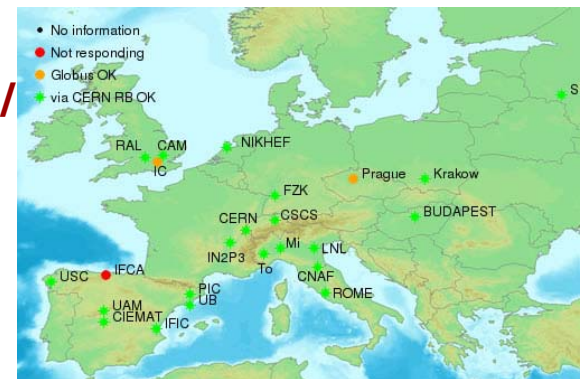 No information
Not responding
Globus OK
via CERN RB OK
/
S
RAL
CAM
IC
NIKHEF
Prague
Krakow
FZK
CERN
CSCS
BUDAPEST
IN2P3
Mi
LNL
To
CNAF
USC
IFCA
PIC
UB
ROME
UAM
CIEMAT
IFIC